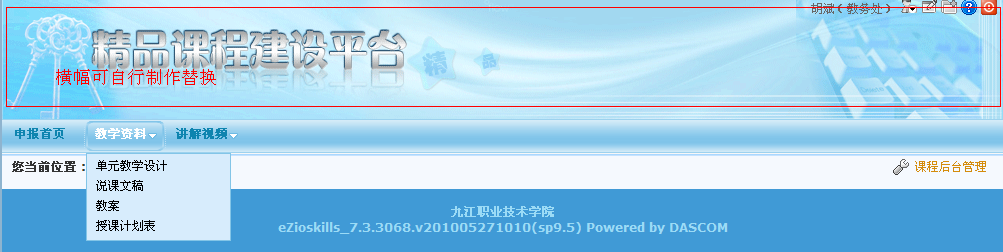 胡斌（教务处）
精品课程建设平台
精 品
横幅可自行制作替换
申报首页 教学资料 讲解视频
您当前位置： 课程后台管理
单元教学设计
说课文稿
教案
授课计划表
九江职业技术学院
eZioskills_7.3.3068.v201005271010(sp9.5) Powered by DASCOM